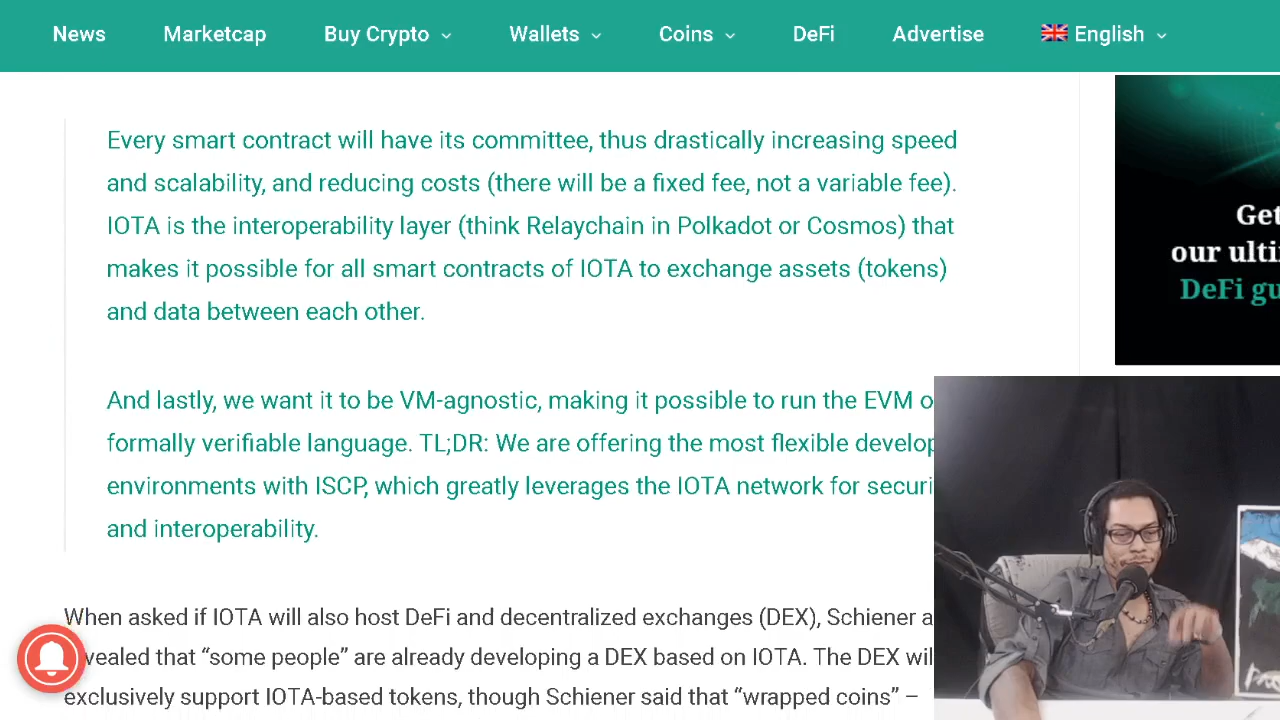 News Marketcap Buy Crypto Wallets Coins DeFi Advertise English
Every smart contract will have its committee, thus drastically increasing speed
and scalability, and reducing costs (there will be a fixed fee, not a variable fee).
IOTA is the interoperability layer (think Relaychain in Polkadot or Cosmos) that
makes it possible for all smart contracts of IOTA to exchange assets (tokens)
and data between each other.
And lastly, we want it to be VM-agnostic, making it possible to run the EVM o
formally verifiable language. TL;DR: We are offering the most flexible develop
environments with ISCP, which greatly leverages the IOTA network for securi
and interoperability.
When asked if IOTA will also host DeFi and decentralized exchanges (DEX), Schiener a
vealed that “some people” are already developing a DEX based on IOTA. The DEX wil
exclusively support IOTA-based tokens, though Schiener said that “wrapped coins” –
Get
our ulti
DeFi gu